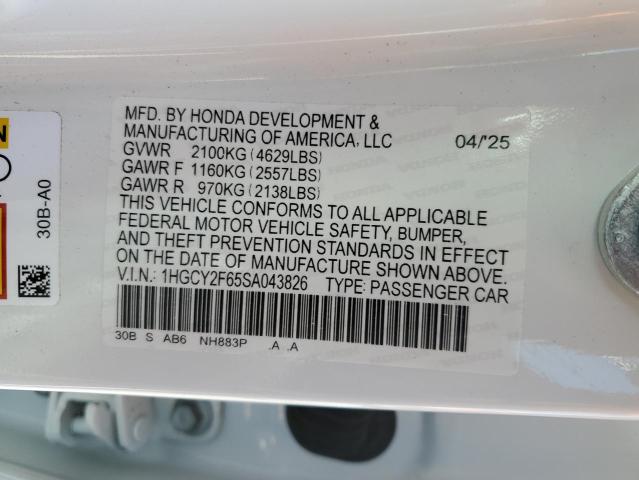 MFD. BY HONDA DEVELOPMENT &
MANUFACTURING OF AMERICA, LLC 04/'25
GVWR 2100KG (4629LBS)
GAWR F 1160KG (2557LBS)
GAWR R 970KG (2138LBS)
THIS VEHICLE CONFORMS TO ALL APPLICABLE
FEDERAL MOTOR VEHICLE SAFETY, BUMPER,
AND THEFT PREVENTION STANDARDS IN EFFECT
ON THE DATE OF MANUFACTURE SHOWN ABOVE.
V.I.N.: 1HGCY2F65SA043826 TYPE: PASSENGER CAR
30B S AB6 NH883P .A .A
30B-A0